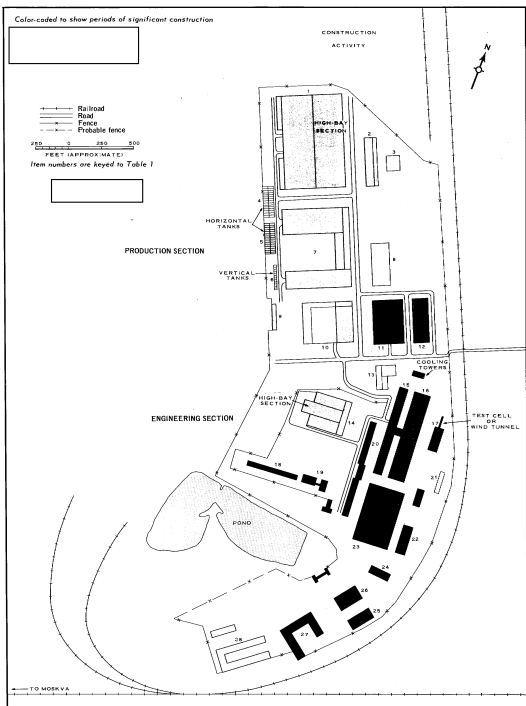 Color-coded to show periods of significant construction
CONSTRUCTION
ACTIVITY
N
Railroad
Road
Fence
Probable fence
250 0 250 500
FEET (APPROXIMATE)
Item numbers are keyed to Table 1
1
HIGH-BAY
SECTION
2
3
4
HORIZONTAL
TANKS
5
PRODUCTION SECTION
7
8
VERTICAL
TANKS
6
9
10
11
12
COOLING
TOWERS
13
HIGH-BAY
SECTION
15
16
ENGINEERING SECTION
14
17
TEST CELL
OR
WIND TUNNEL
20
18
19
21
POND
23
22
24
26
25
27
28
TO MOSKVA